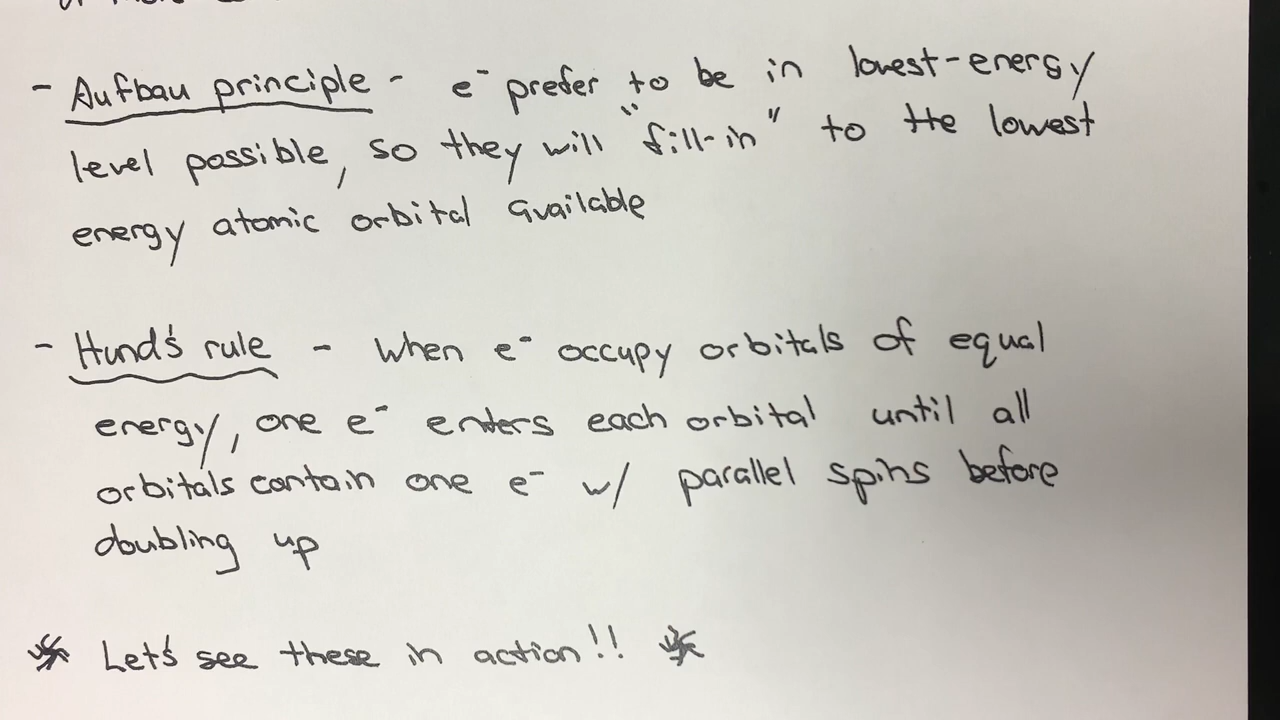 - Aufbau principle - e⁻ prefer to be in lowest-energy
level possible, so they will "fill-in" to the lowest
energy atomic orbital available
- Hund's rule - When e⁻ occupy orbitals of equal
energy, one e⁻ enters each orbital until all
orbitals contain one e⁻ w/ parallel spins before
doubling up
* Let's see these in action!! *